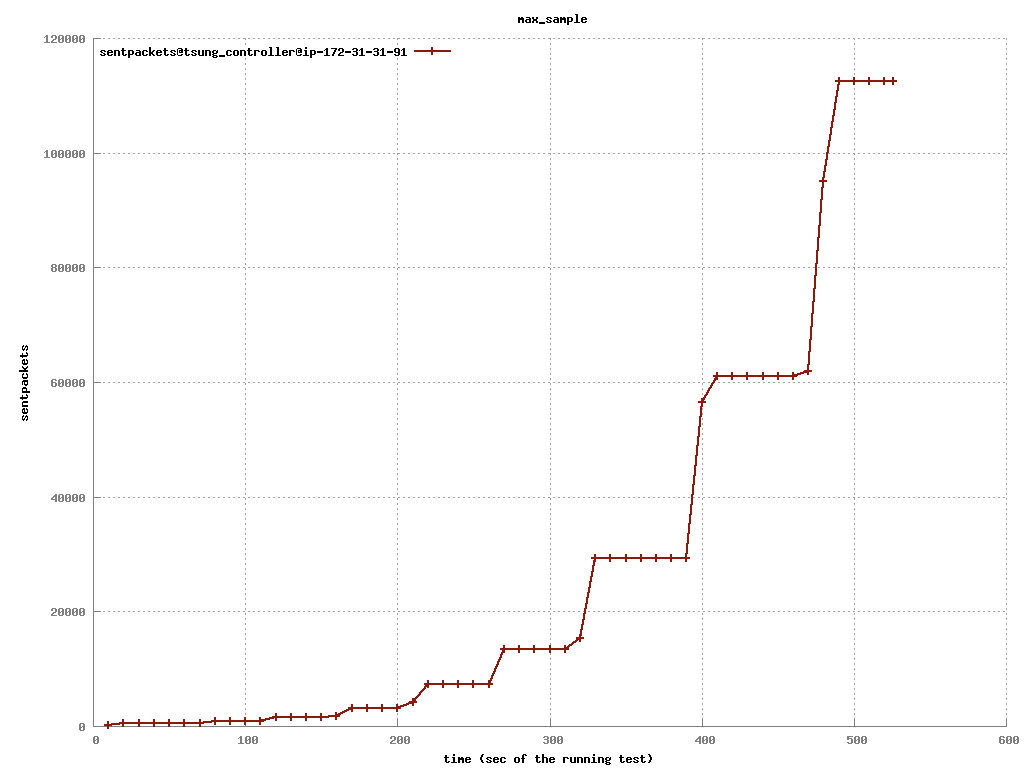 max_sample
sentpackets@tsung_controller@ip-172-31-31-91
120000
100000
80000
60000
40000
20000
0
sentpackets
0 100 200 300 400 500 600
time (sec of the running test)